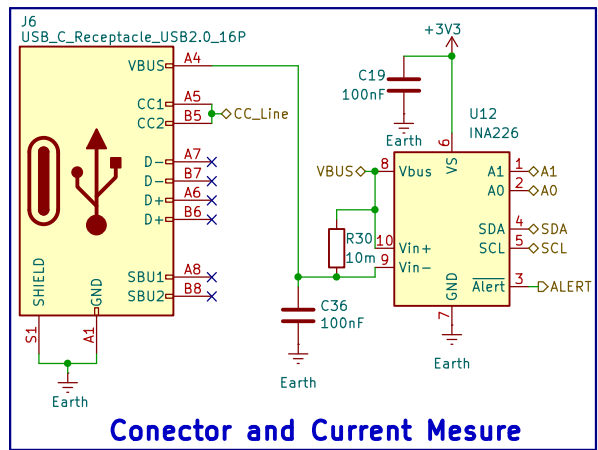 J6
USB_C_Receptacle_USB2.0_16P
VBUS A4
CC1 A5
CC2 B5
CC_Line
D- A7
D- B7
D+ A6
D+ B6
SBU1 A8
SBU2 B8
SHIELD
GND
S1
A1
Earth
+3V3
C19
100nF
Earth
U12
INA226
6
VS
VBUS 8 Vbus
A1 1 A1
A0 2 A0
SDA 4 SDA
SCL 5 SCL
R30
10m
10 Vin+
9 Vin-
Alert 3 ALERT
GND
7
Earth
C36
100nF
Earth
Conector and Current Mesure